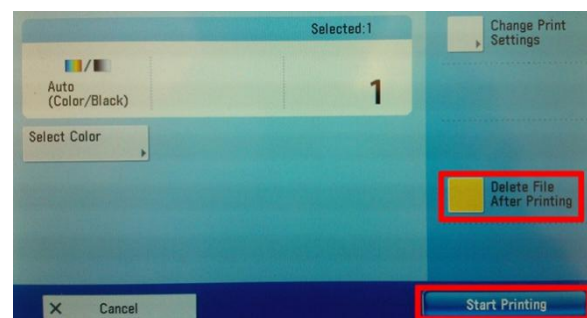 Selected:1
Change Print
Settings
Auto
(Color/Black)
1
Select Color
Delete File
After Printing
Cancel
Start Printing